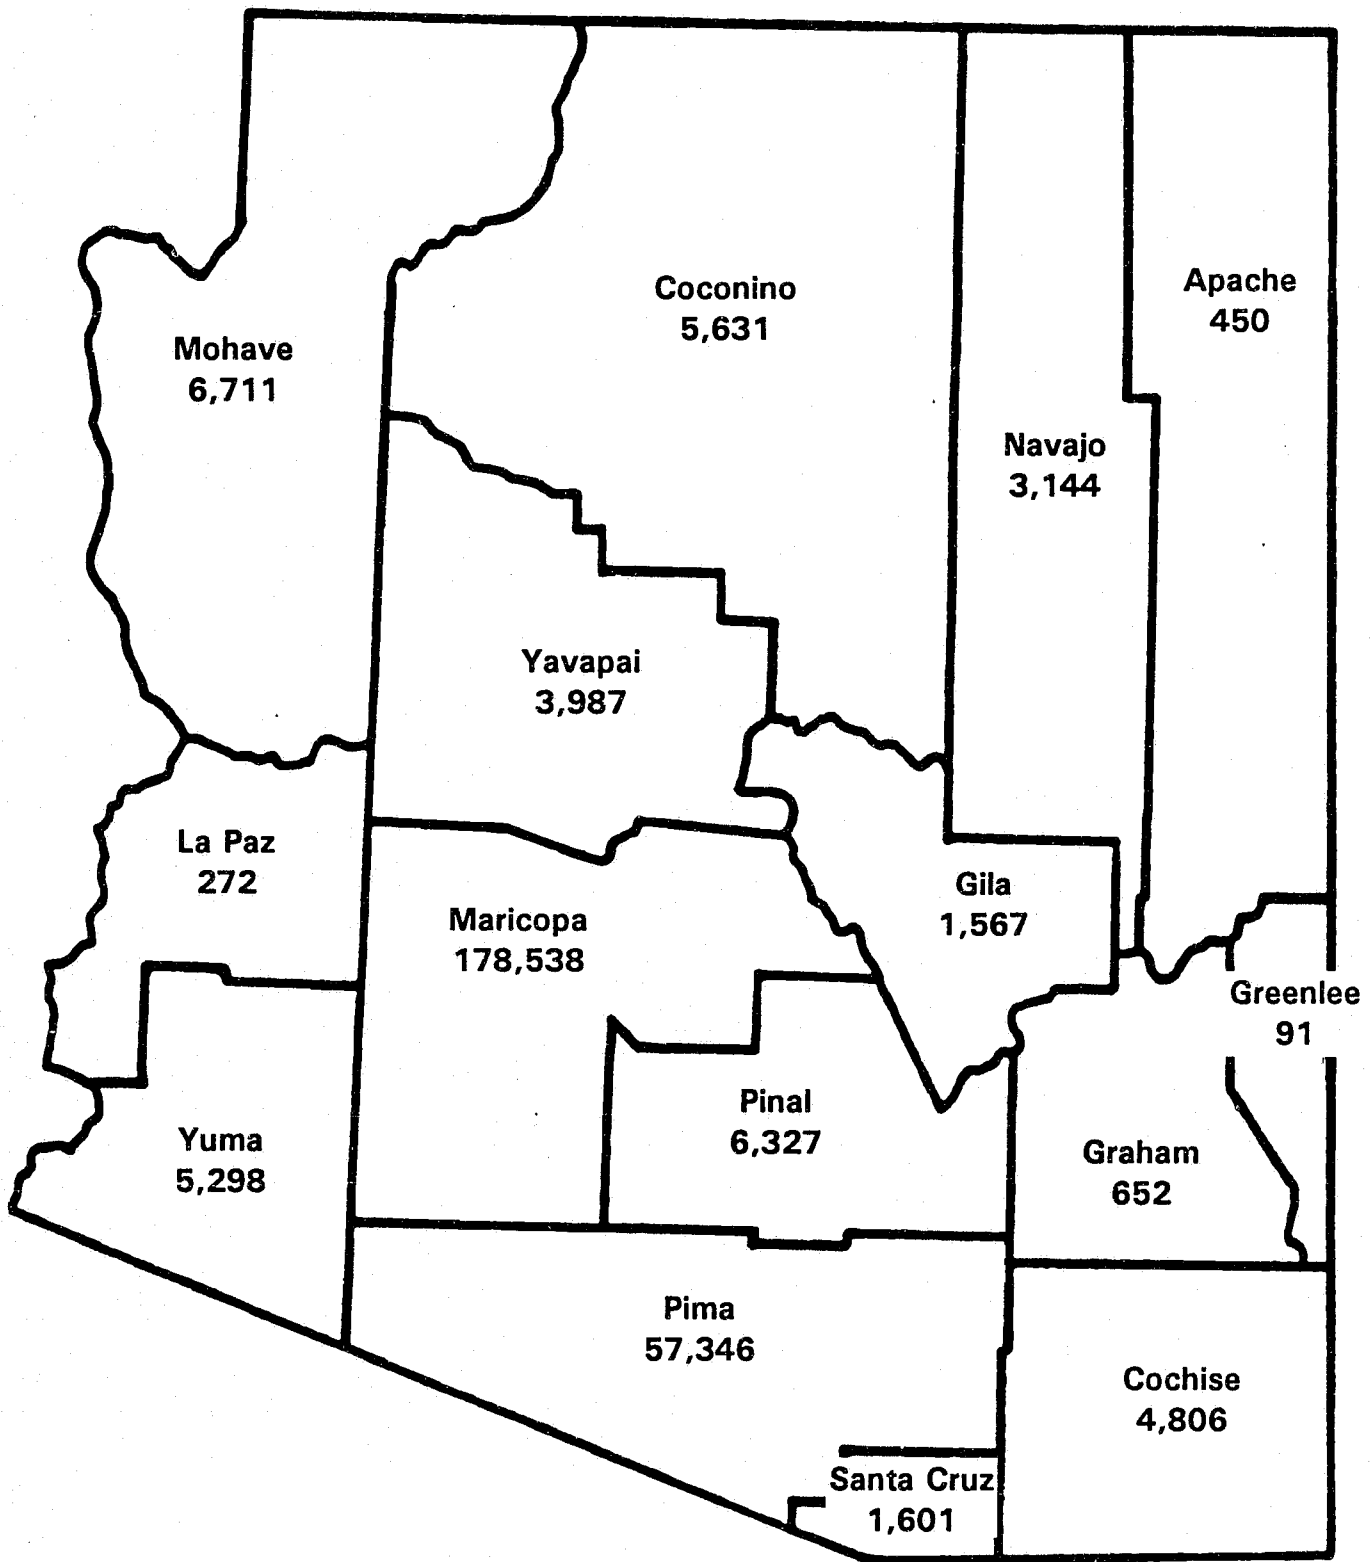 Coconino
5,631
Apache
450
Mohave
6,711
Navajo
3,144
Yavapai
3,987
La Paz
272
Maricopa
178,538
Gila
1,567
Greenlee
91
Pinal
6,327
Yuma
5,298
Graham
652
Pima
57,346
Cochise
4,806
Santa Cruz
1,601